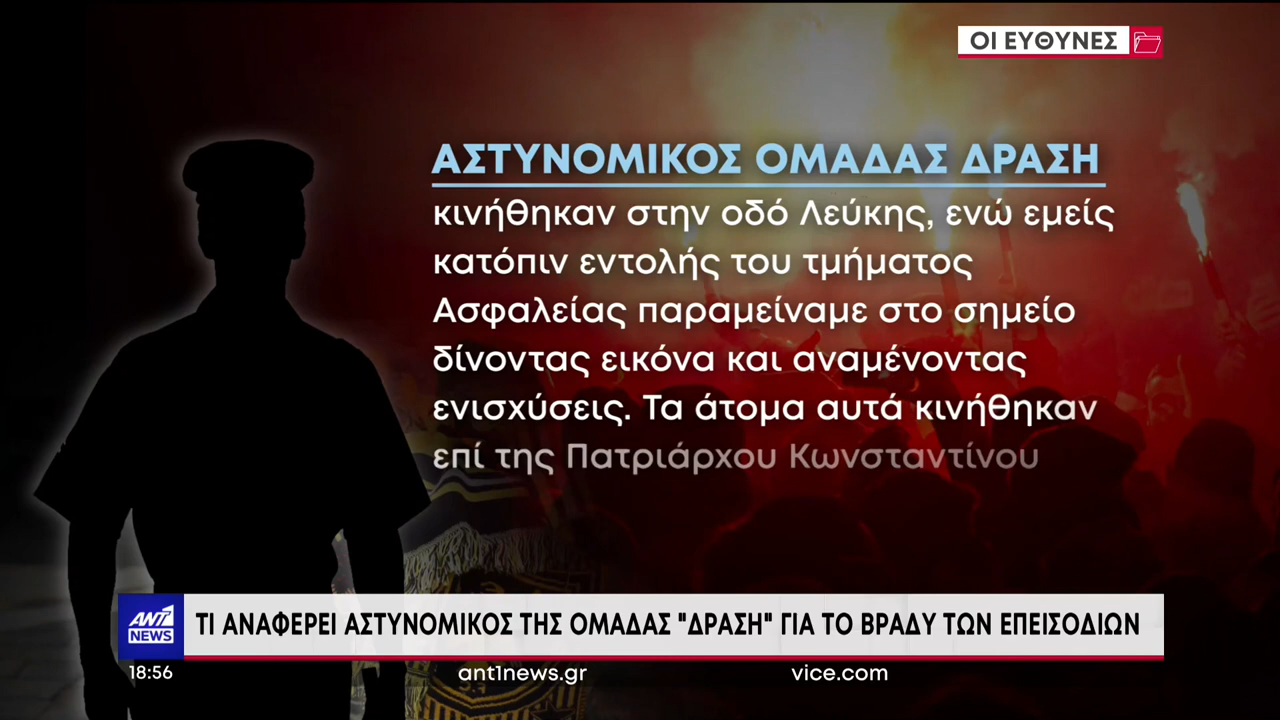 ΟΙ ΕΥΘΥΝΕΣ
ΑΣΤΥΝΟΜΙΚΟΣ ΟΜΑΔΑΣ ΔΡΑΣΗ
κινήθηκαν στην οδό Λεύκης, ενώ εμείς
κατόπιν εντολής του τμήματος
Ασφαλείας παραμείναμε στο σημείο
δίνοντας εικόνα και αναμένοντας
ενισχύσεις. Τα άτομα αυτά κινήθηκαν
επί της Πατριάρχου Κωνσταντίνου
ANT1
NEWS
ΤΙ ΑΝΑΦΕΡΕΙ ΑΣΤΥΝΟΜΙΚΟΣ ΤΗΣ ΟΜΑΔΑΣ "ΔΡΑΣΗ" ΓΙΑ ΤΟ ΒΡΑΔΥ ΤΩΝ ΕΠΕΙΣΟΔΙΩΝ
18:56 ant1news.gr vice.com